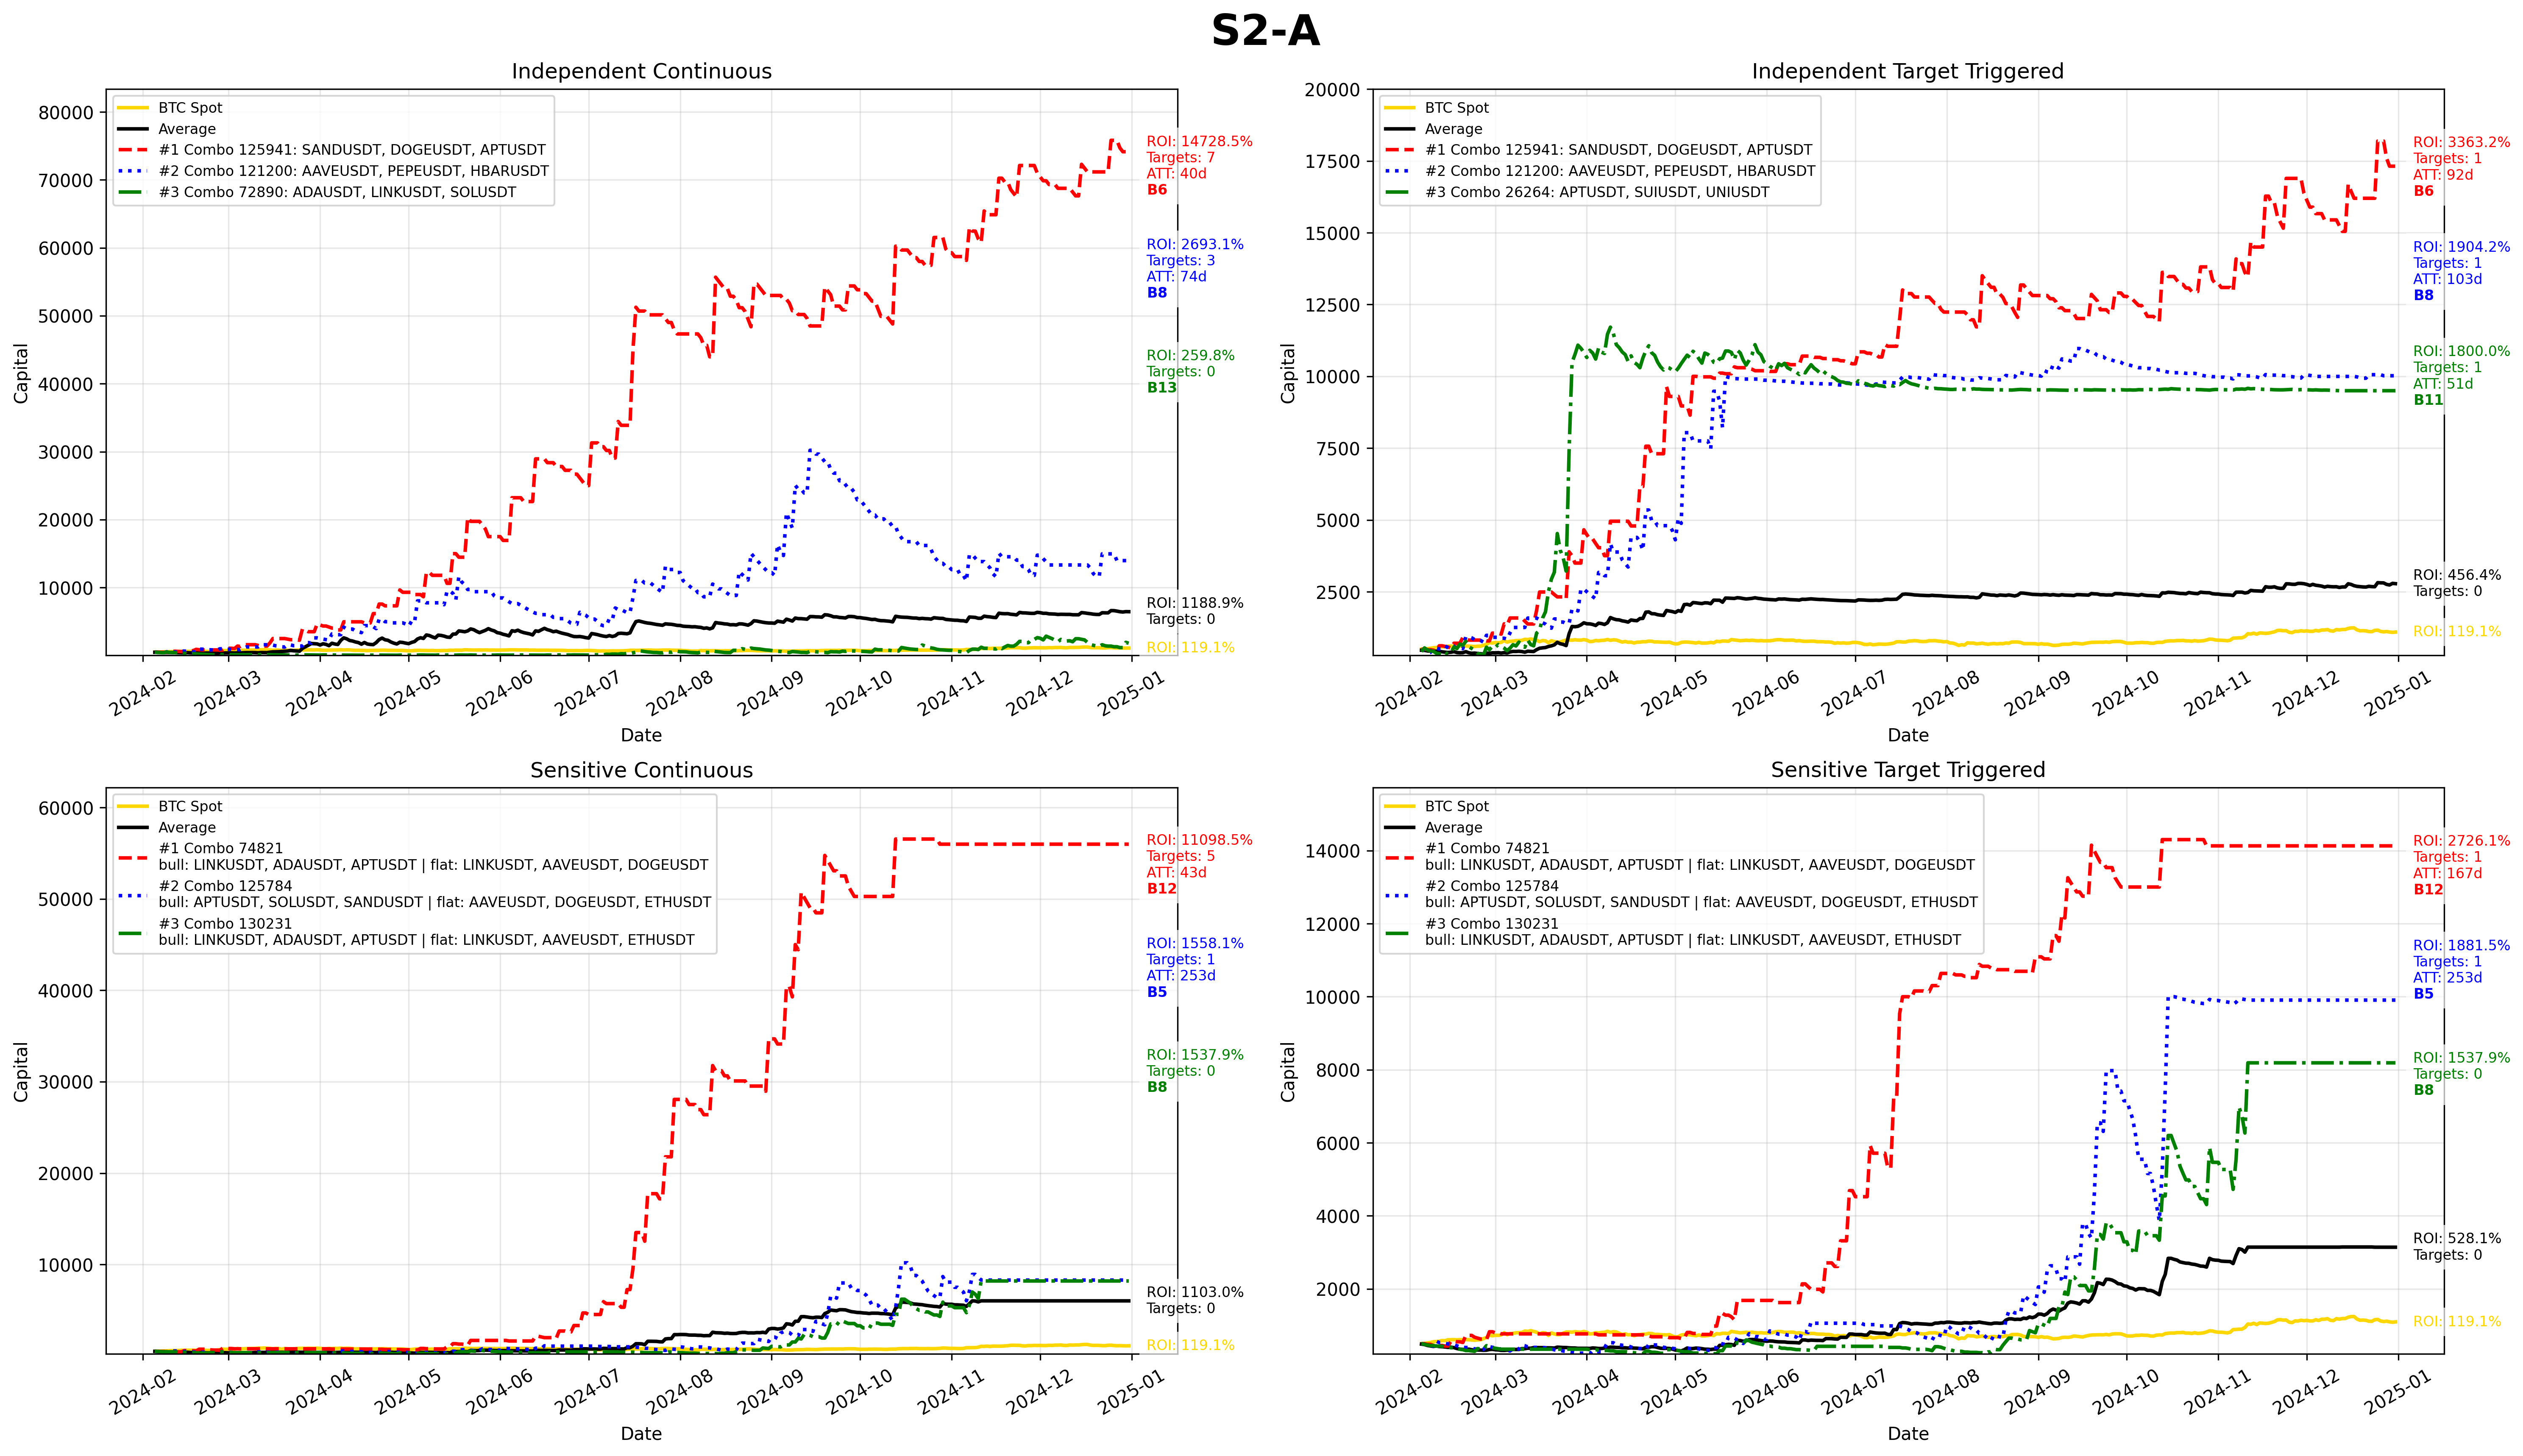 S2-A
Independent Continuous
BTC Spot
Average
#1 Combo 125941: SANDUSDT, DOGEUSDT, APTUSDT
#2 Combo 121200: AAVEUSDT, PEPEUSDT, HBARUSDT
#3 Combo 72890: ADAUSDT, LINKUSDT, SOLUSDT
80000
70000
60000
50000
40000
30000
20000
10000
Capital
ROI: 14728.5%
Targets: 7
ATT: 40d
B6
ROI: 2693.1%
Targets: 3
ATT: 74d
B8
ROI: 259.8%
Targets: 0
B13
ROI: 1188.9%
Targets: 0
ROI: 119.1%
2024-02
2024-03
2024-04
2024-05
2024-06
2024-07
2024-08
2024-09
2024-10
2024-11
2024-12
2025-01
Date
Independent Target Triggered
BTC Spot
Average
#1 Combo 125941: SANDUSDT, DOGEUSDT, APTUSDT
#2 Combo 121200: AAVEUSDT, PEPEUSDT, HBARUSDT
#3 Combo 26264: APTUSDT, SUIUSDT, UNIUSDT
20000
17500
15000
12500
10000
7500
5000
2500
Capital
ROI: 3363.2%
Targets: 1
ATT: 92d
B6
ROI: 1904.2%
Targets: 1
ATT: 103d
B8
ROI: 1800.0%
Targets: 1
ATT: 51d
B11
ROI: 456.4%
Targets: 0
ROI: 119.1%
2024-02
2024-03
2024-04
2024-05
2024-06
2024-07
2024-08
2024-09
2024-10
2024-11
2024-12
2025-01
Date
Sensitive Continuous
BTC Spot
Average
#1 Combo 74821
bull: LINKUSDT, ADAUSDT, APTUSDT | flat: LINKUSDT, AAVEUSDT, DOGEUSDT
#2 Combo 125784
bull: APTUSDT, SOLUSDT, SANDUSDT | flat: AAVEUSDT, DOGEUSDT, ETHUSDT
#3 Combo 130231
bull: LINKUSDT, ADAUSDT, APTUSDT | flat: LINKUSDT, AAVEUSDT, ETHUSDT
60000
50000
40000
30000
20000
10000
Capital
ROI: 11098.5%
Targets: 5
ATT: 43d
B12
ROI: 1558.1%
Targets: 1
ATT: 253d
B5
ROI: 1537.9%
Targets: 0
B8
ROI: 1103.0%
Targets: 0
ROI: 119.1%
2024-02
2024-03
2024-04
2024-05
2024-06
2024-07
2024-08
2024-09
2024-10
2024-11
2024-12
2025-01
Date
Sensitive Target Triggered
BTC Spot
Average
#1 Combo 74821
bull: LINKUSDT, ADAUSDT, APTUSDT | flat: LINKUSDT, AAVEUSDT, DOGEUSDT
#2 Combo 125784
bull: APTUSDT, SOLUSDT, SANDUSDT | flat: AAVEUSDT, DOGEUSDT, ETHUSDT
#3 Combo 130231
bull: LINKUSDT, ADAUSDT, APTUSDT | flat: LINKUSDT, AAVEUSDT, ETHUSDT
14000
12000
10000
8000
6000
4000
2000
Capital
ROI: 2726.1%
Targets: 1
ATT: 167d
B12
ROI: 1881.5%
Targets: 1
ATT: 253d
B5
ROI: 1537.9%
Targets: 0
B8
ROI: 528.1%
Targets: 0
ROI: 119.1%
2024-02
2024-03
2024-04
2024-05
2024-06
2024-07
2024-08
2024-09
2024-10
2024-11
2024-12
2025-01
Date